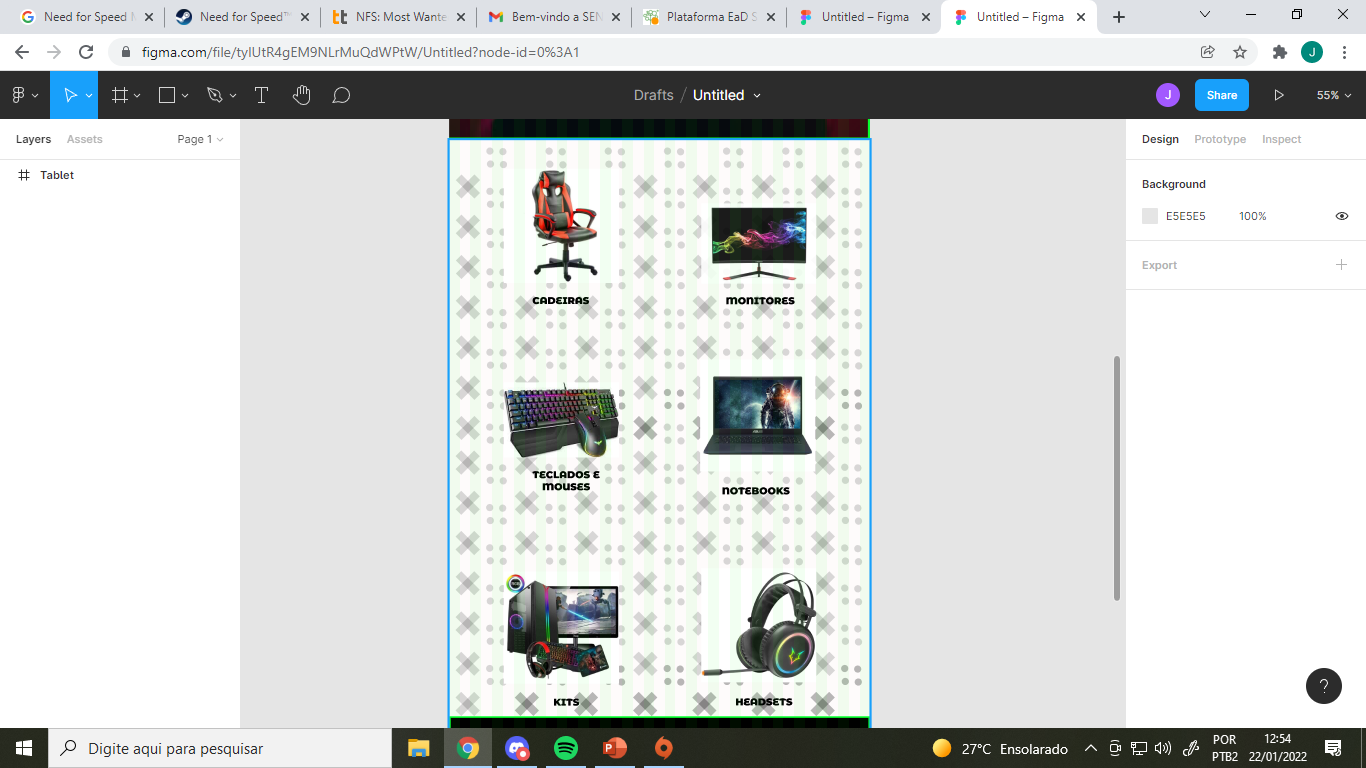 Need for Speed M
Need for Speed™
NFS: Most Wante
Bem-vindo a SEN
Plataforma EaD S
Untitled – Figma
Untitled – Figma
figma.com/file/tylUtR4gEM9NLrMuQdWPtW/Untitled?node-id=0%3A1
J
Drafts / Untitled
J
Share
55%
Layers
Assets
Page 1
Design
Prototype
Inspect
Tablet
Background
E5E5E5
100%
Export
CADEIRAS
MONITORES
TECLADOS E
MOUSES
NOTEBOOKS
KITS
HEADSETS
?
Digite aqui para pesquisar
27°C Ensolarado
POR
PTB2
12:54
22/01/2022